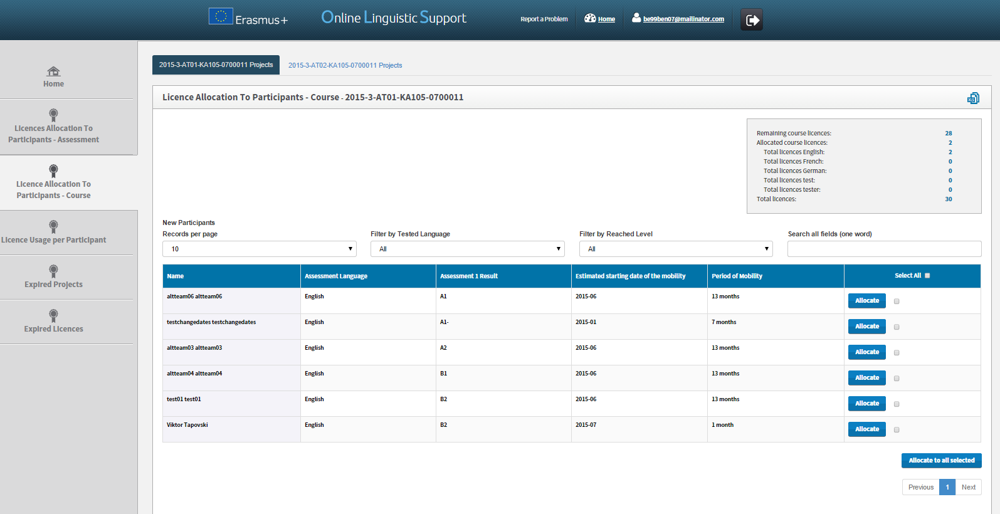 Erasmus+
Online Linguistic Support
Report a Problem
Home
be99ben07@mailinator.com
Home
Licences Allocation To
Participants - Assessment
Licence Allocation To
Participants - Course
Licence Usage per Participant
Expired Projects
Expired Licences
2015-3-AT01-KA105-0700011 Projects
2015-3-AT02-KA105-0700011 Projects
Licence Allocation To Participants - Course - 2015-3-AT01-KA105-0700011
XLS
Remaining course licences: 28
Allocated course licences: 2
Total licences English: 2
Total licences French: 0
Total licences German: 0
Total licences test: 0
Total licences tester: 0
Total licences: 30
New Participants
Records per page Filter by Tested Language Filter by Reached Level Search all fields (one word)
10 All All
Name Assessment Language Assessment 1 Result Estimated starting date of the mobility Period of Mobility Select All
altteam06 altteam06 English A1 2015-06 13 months Allocate
testchangedates testchangedates English A1- 2015-01 7 months Allocate
altteam03 altteam03 English A2 2015-06 13 months Allocate
altteam04 altteam04 English B1 2015-06 13 months Allocate
test01 test01 English B2 2015-06 13 months Allocate
Viktor Tapovski English B2 2015-07 1 month Allocate
Allocate to all selected
Previous 1 Next